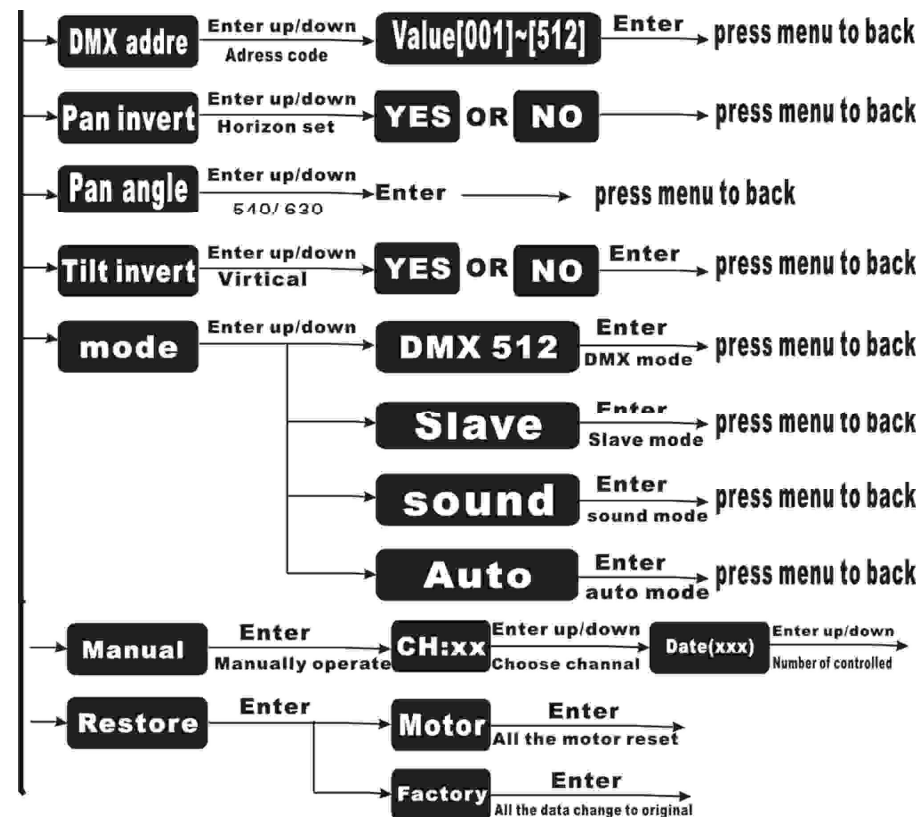 DMX addre Enter up/down Adress code Value[001]~[512] Enter press menu to back
Pan invert Enter up/down Horizon set YES OR NO press menu to back
Pan angle Enter up/down 540/630 Enter press menu to back
Tilt invert Enter up/down Virtical YES OR NO Enter press menu to back
mode Enter up/down DMX 512 Enter DMX mode press menu to back
Slave Enter Slave mode press menu to back
sound Enter sound mode press menu to back
Auto Enter auto mode press menu to back
Manual Enter Manually operate CH:xx Enter up/down Choose channal Date(xxx) Enter up/down Number of controlled
Restore Enter Motor Enter All the motor reset
Factory Enter All the data change to original